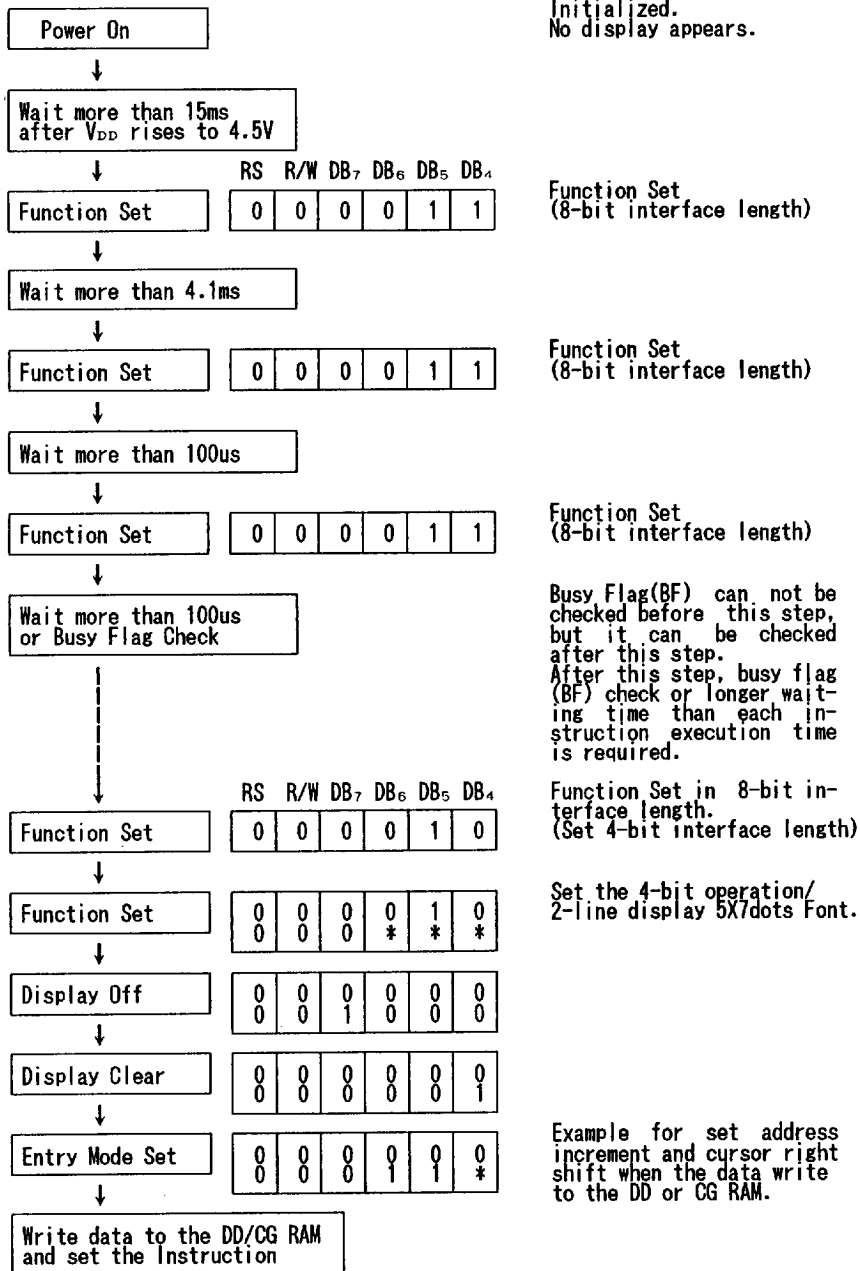 Initialized.
Power On
No display appears.
↓
Wait more than 15ms
after VDD rises to 4.5V
↓
RS R/W DB₇ DB₆ DB₅ DB₄
Function Set
0 0 0 0 1 1
Function Set
(8-bit interface length)
↓
Wait more than 4.1ms
↓
Function Set
0 0 0 0 1 1
Function Set
(8-bit interface length)
↓
Wait more than 100us
↓
Function Set
0 0 0 0 1 1
Function Set
(8-bit interface length)
↓
Wait more than 100us
or Busy Flag Check
Busy Flag(BF) can not be
checked before this step,
but it can be checked
after this step.
After this step, busy flag
(BF) check or longer wait-
ing time than each in-
struction execution time
is required.
RS R/W DB₇ DB₆ DB₅ DB₄
Function Set
0 0 0 0 1 0
Function Set in 8-bit in-
terface length.
(Set 4-bit interface length)
↓
Function Set
0 0 0 0 1 0
0 0 0 * * *
Set the 4-bit operation/
2-line display 5X7dots Font.
↓
Display Off
0 0 0 0 0 0
0 0 1 0 0 0
↓
Display Clear
0 0 0 0 0 0
0 0 0 0 0 1
↓
Entry Mode Set
0 0 0 0 0 0
0 0 0 1 1 *
Example for set address
increment and cursor right
shift when the data write
to the DD or CG RAM.
↓
Write data to the DD/CG RAM
and set the Instruction